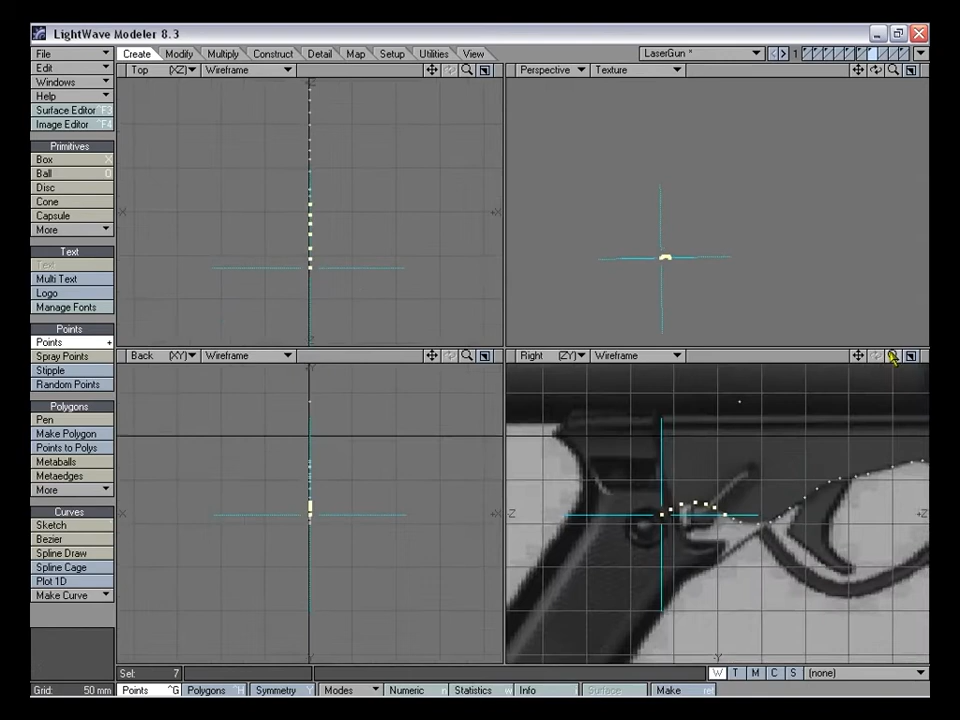 LightWave Modeler 8.3
File
Edit
Windows
Help
Surface Editor F3
Image Editor ^F4
Primitives
Box X
Ball O
Disc
Cone
Capsule
More
Text
Text
Multi Text
Logo
Manage Fonts
Points
Points +
Spray Points
Stipple
Random Points
Polygons
Pen
Make Polygon
Points to Polys
Metaballs
Metaedges
More
Curves
Sketch
Bezier
Spline Draw
Spline Cage
Plot 1D
Make Curve
Create Modify Multiply Construct Detail Map Setup Utilities View
LaserGun * 1
Top (XZ) Wireframe
Perspective Texture
Back (XY) Wireframe
Right (ZY) Wireframe
Sel: 7
W T M C S (none)
Grid: 50 mm Points ^G Polygons ^H Symmetry Y Modes Numeric n Statistics w Info i Surface Make ret